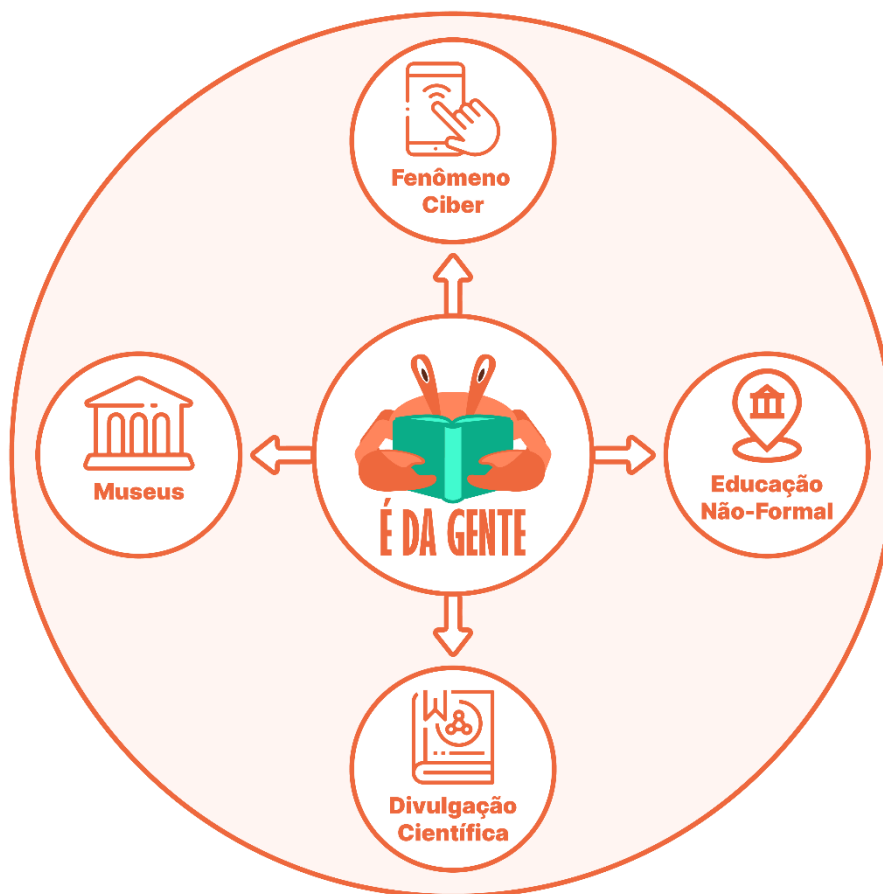 Fenômeno
Ciber
Museus
É DA GENTE
Educação
Não-Formal
Divulgação
Científica